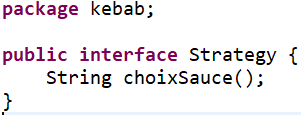 package kebab;
public interface Strategy {
    String choixSauce();
}